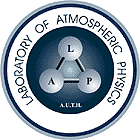 LABORATORY OF ATMOSPHERIC PHYSICS
L
A P
A.U.TH.